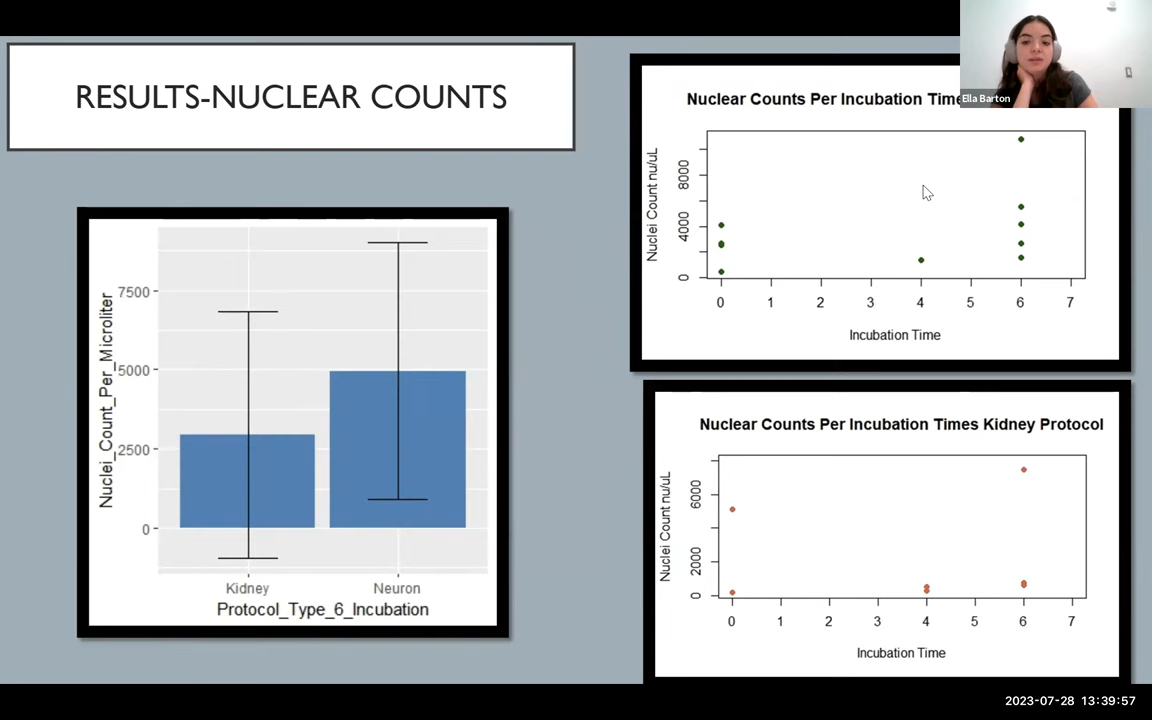 RESULTS-NUCLEAR COUNTS
Nuclei_Count_Per_Microliter
7500
5000
2500
0
Kidney
Neuron
Protocol_Type_6_Incubation
Nuclear Counts Per Incubation Time
Ella Barton
Nuclei Count nu/uL
8000
4000
0
0 1 2 3 4 5 6 7
Incubation Time
Nuclear Counts Per Incubation Times Kidney Protocol
Nuclei Count nu/uL
6000
2000
0
0 1 2 3 4 5 6 7
Incubation Time
2023-07-28 13:39:57